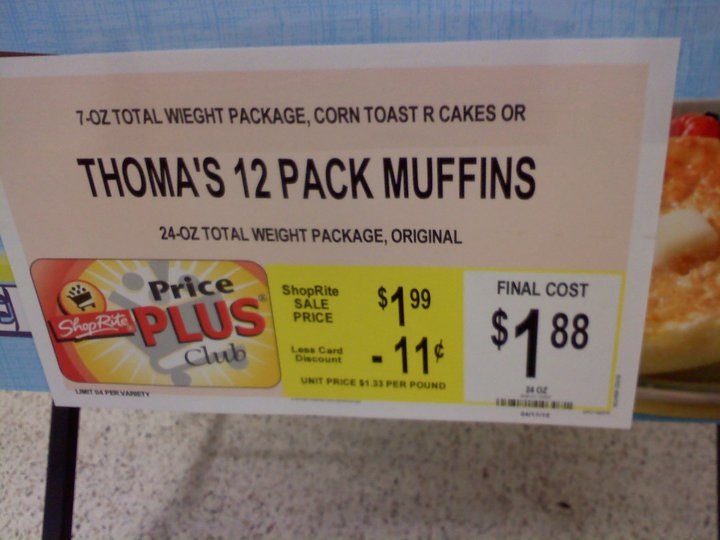 7-OZ TOTAL WIEGHT PACKAGE, CORN TOAST R CAKES OR
THOMA'S 12 PACK MUFFINS
24-OZ TOTAL WEIGHT PACKAGE, ORIGINAL
ShopRite
Price
PLUS®
Club
ShopRite
SALE
PRICE
$1 99
Less Card
Discount
- 11¢
UNIT PRICE $1.33 PER POUND
FINAL COST
$1 88
24 OZ
LIMIT 04 PER VARIETY